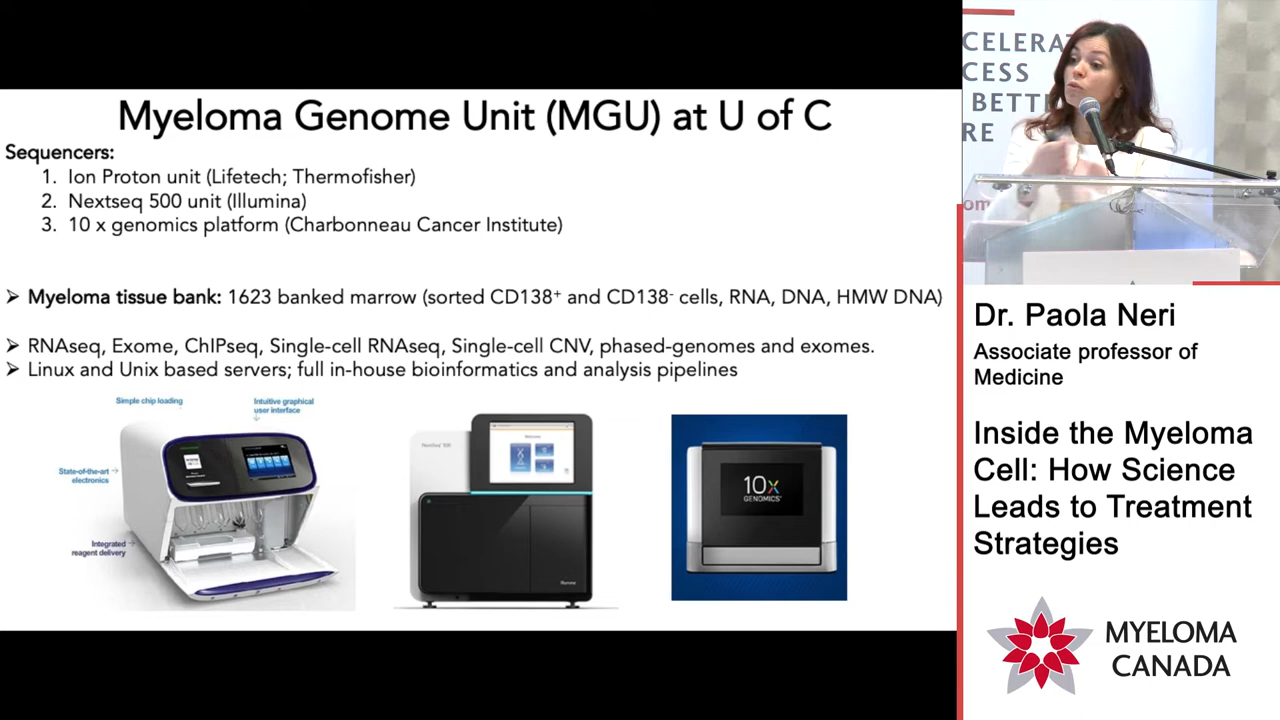 Myeloma Genome Unit (MGU) at U of C
Sequencers:
1. Ion Proton unit (Lifetech; Thermofisher)
2. Nextseq 500 unit (Illumina)
3. 10 x genomics platform (Charbonneau Cancer Institute)
➢ Myeloma tissue bank: 1623 banked marrow (sorted CD138⁺ and CD138⁻ cells, RNA, DNA, HMW DNA)
➢ RNAseq, Exome, ChIPseq, Single-cell RNAseq, Single-cell CNV, phased-genomes and exomes.
➢ Linux and Unix based servers; full in-house bioinformatics and analysis pipelines
Simple chip loading
Intuitive graphical
user interface
State-of-the-art
electronics
Integrated
reagent delivery
NextSeq 500
10X
GENOMICS
CELERA
CESS
BETT
RE
Dr. Paola Neri
Associate professor of
Medicine
Inside the Myeloma
Cell: How Science
Leads to Treatment
Strategies
MYELOMA
CANADA